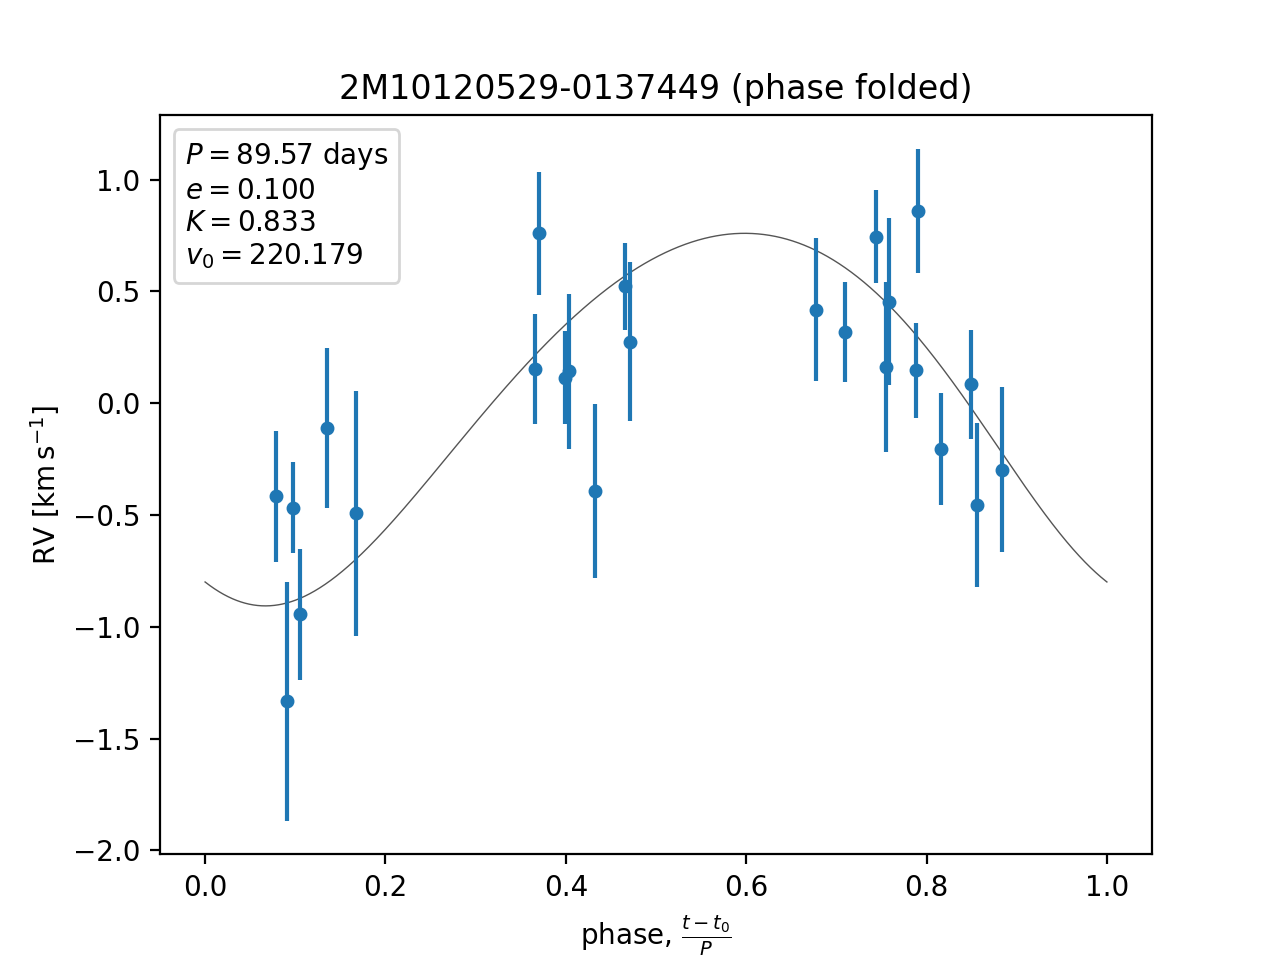 2M10120529-0137449 (phase folded)
P = 89.57 days
e = 0.100
K = 0.833
v₀ = 220.179
1.0
0.5
0.0
−0.5
−1.0
−1.5
−2.0
RV [km s⁻¹]
0.0 0.2 0.4 0.6 0.8 1.0
phase, (t − t₀)/P